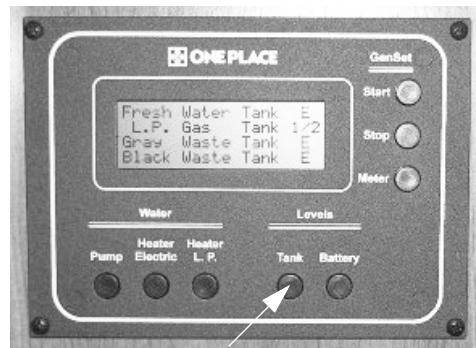 ONE PLACE
GenSet
Fresh Water Tank E
L.P. Gas Tank 1/2
Gray Waste Tank E
Black Waste Tank E
Start
Stop
Meter
Water
Levels
Pump
Heater Electric
Heater L. P.
Tank
Battery